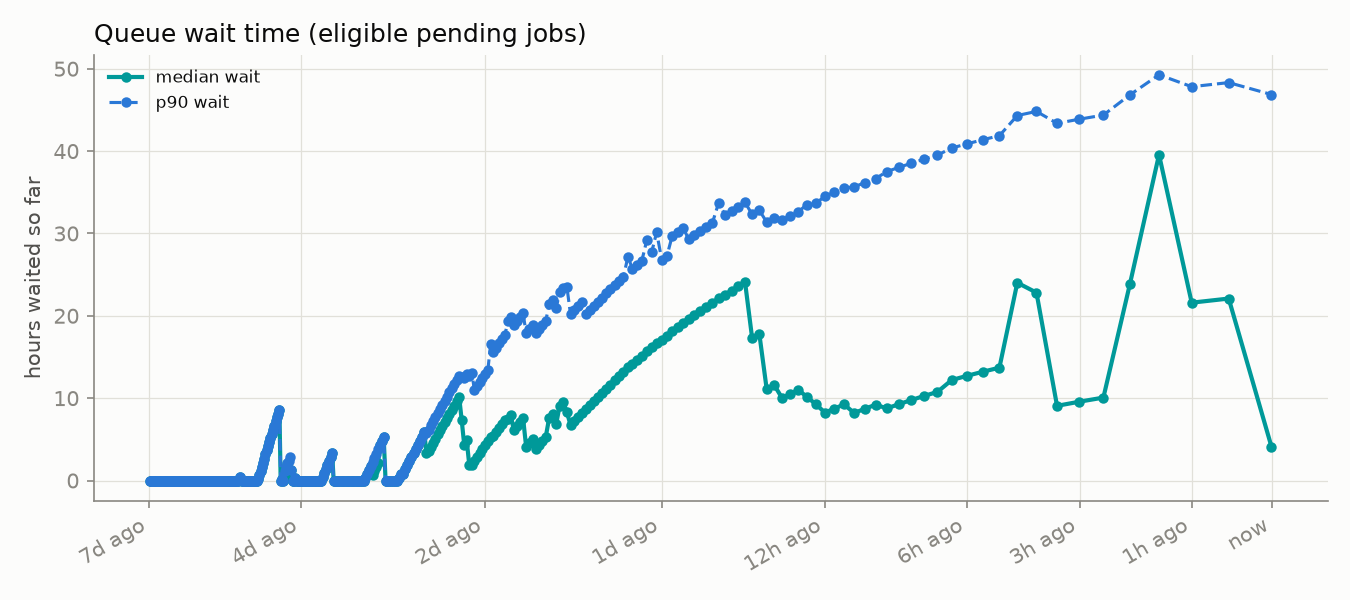 Queue wait time (eligible pending jobs)
median wait
p90 wait
hours waited so far
50
40
30
20
10
0
7d ago
4d ago
2d ago
1d ago
12h ago
6h ago
3h ago
1h ago
now